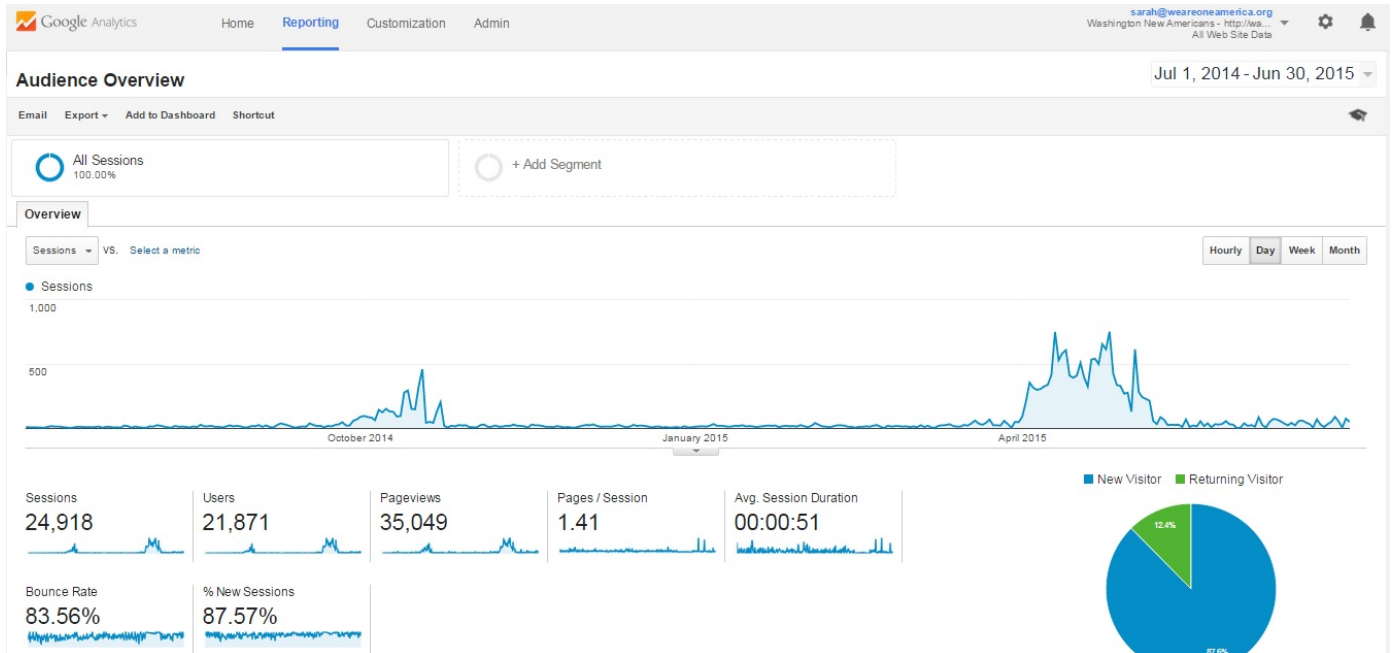 Google Analytics
Home Reporting Customization Admin
sarah@weareoneamerica.org
Washington New Americans - http://wa...
All Web Site Data
Audience Overview
Jul 1, 2014 - Jun 30, 2015
Email Export Add to Dashboard Shortcut
All Sessions
100.00%
+ Add Segment
Overview
Sessions VS. Select a metric
Hourly Day Week Month
Sessions
1,000
500
October 2014 January 2015 April 2015
New Visitor Returning Visitor
Sessions
24,918
Users
21,871
Pageviews
35,049
Pages / Session
1.41
Avg. Session Duration
00:00:51
12.4%
Bounce Rate
83.56%
% New Sessions
87.57%
87.6%